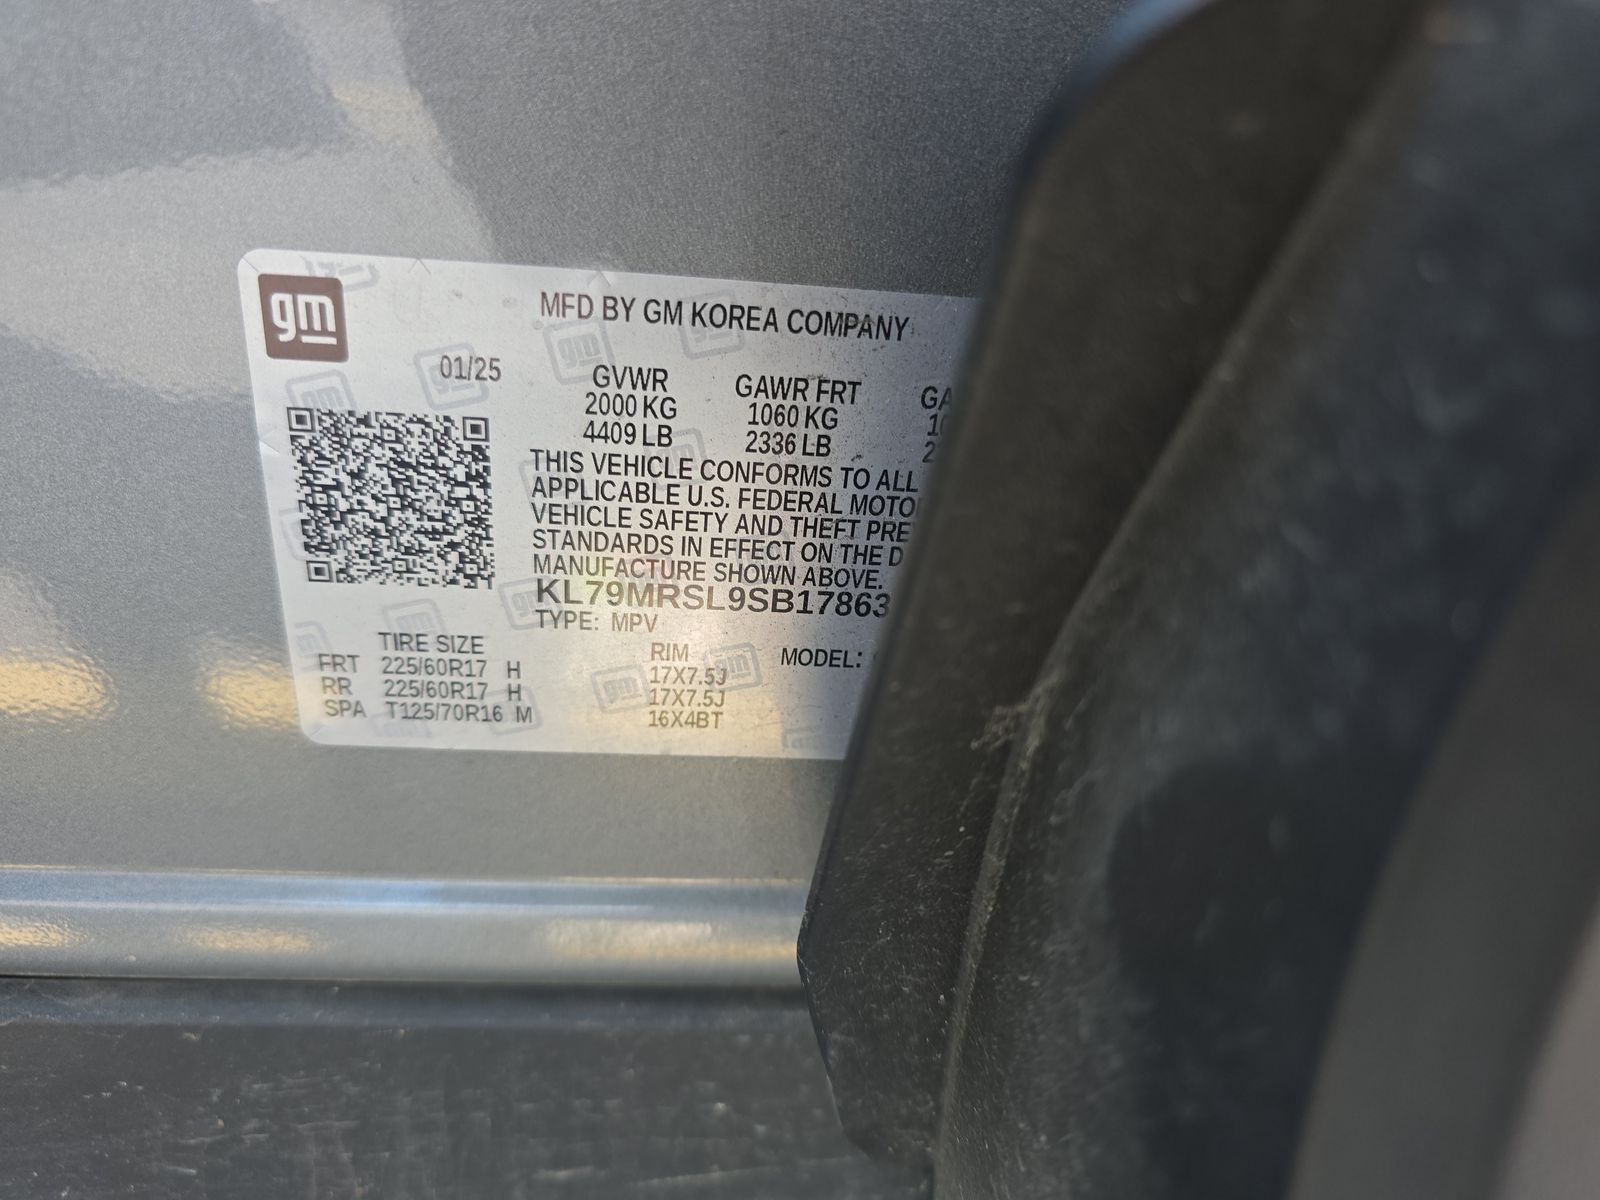 gm
MFD BY GM KOREA COMPANY
01/25
GVWR GAWR FRT
2000 KG 1060 KG
4409 LB 2336 LB
THIS VEHICLE CONFORMS TO ALL
APPLICABLE U.S. FEDERAL
VEHICLE SAFETY AND THEFT
STANDARDS IN EFFECT ON THE
MANUFACTURE SHOWN ABOVE.
KL79MRSL9SB17863
TYPE: MPV
MODEL:
TIRE SIZE RIM
FRT 225/60R17 H 17X7.5J
RR 225/60R17 H 17X7.5J
SPA T125/70R16 M 16X4BT